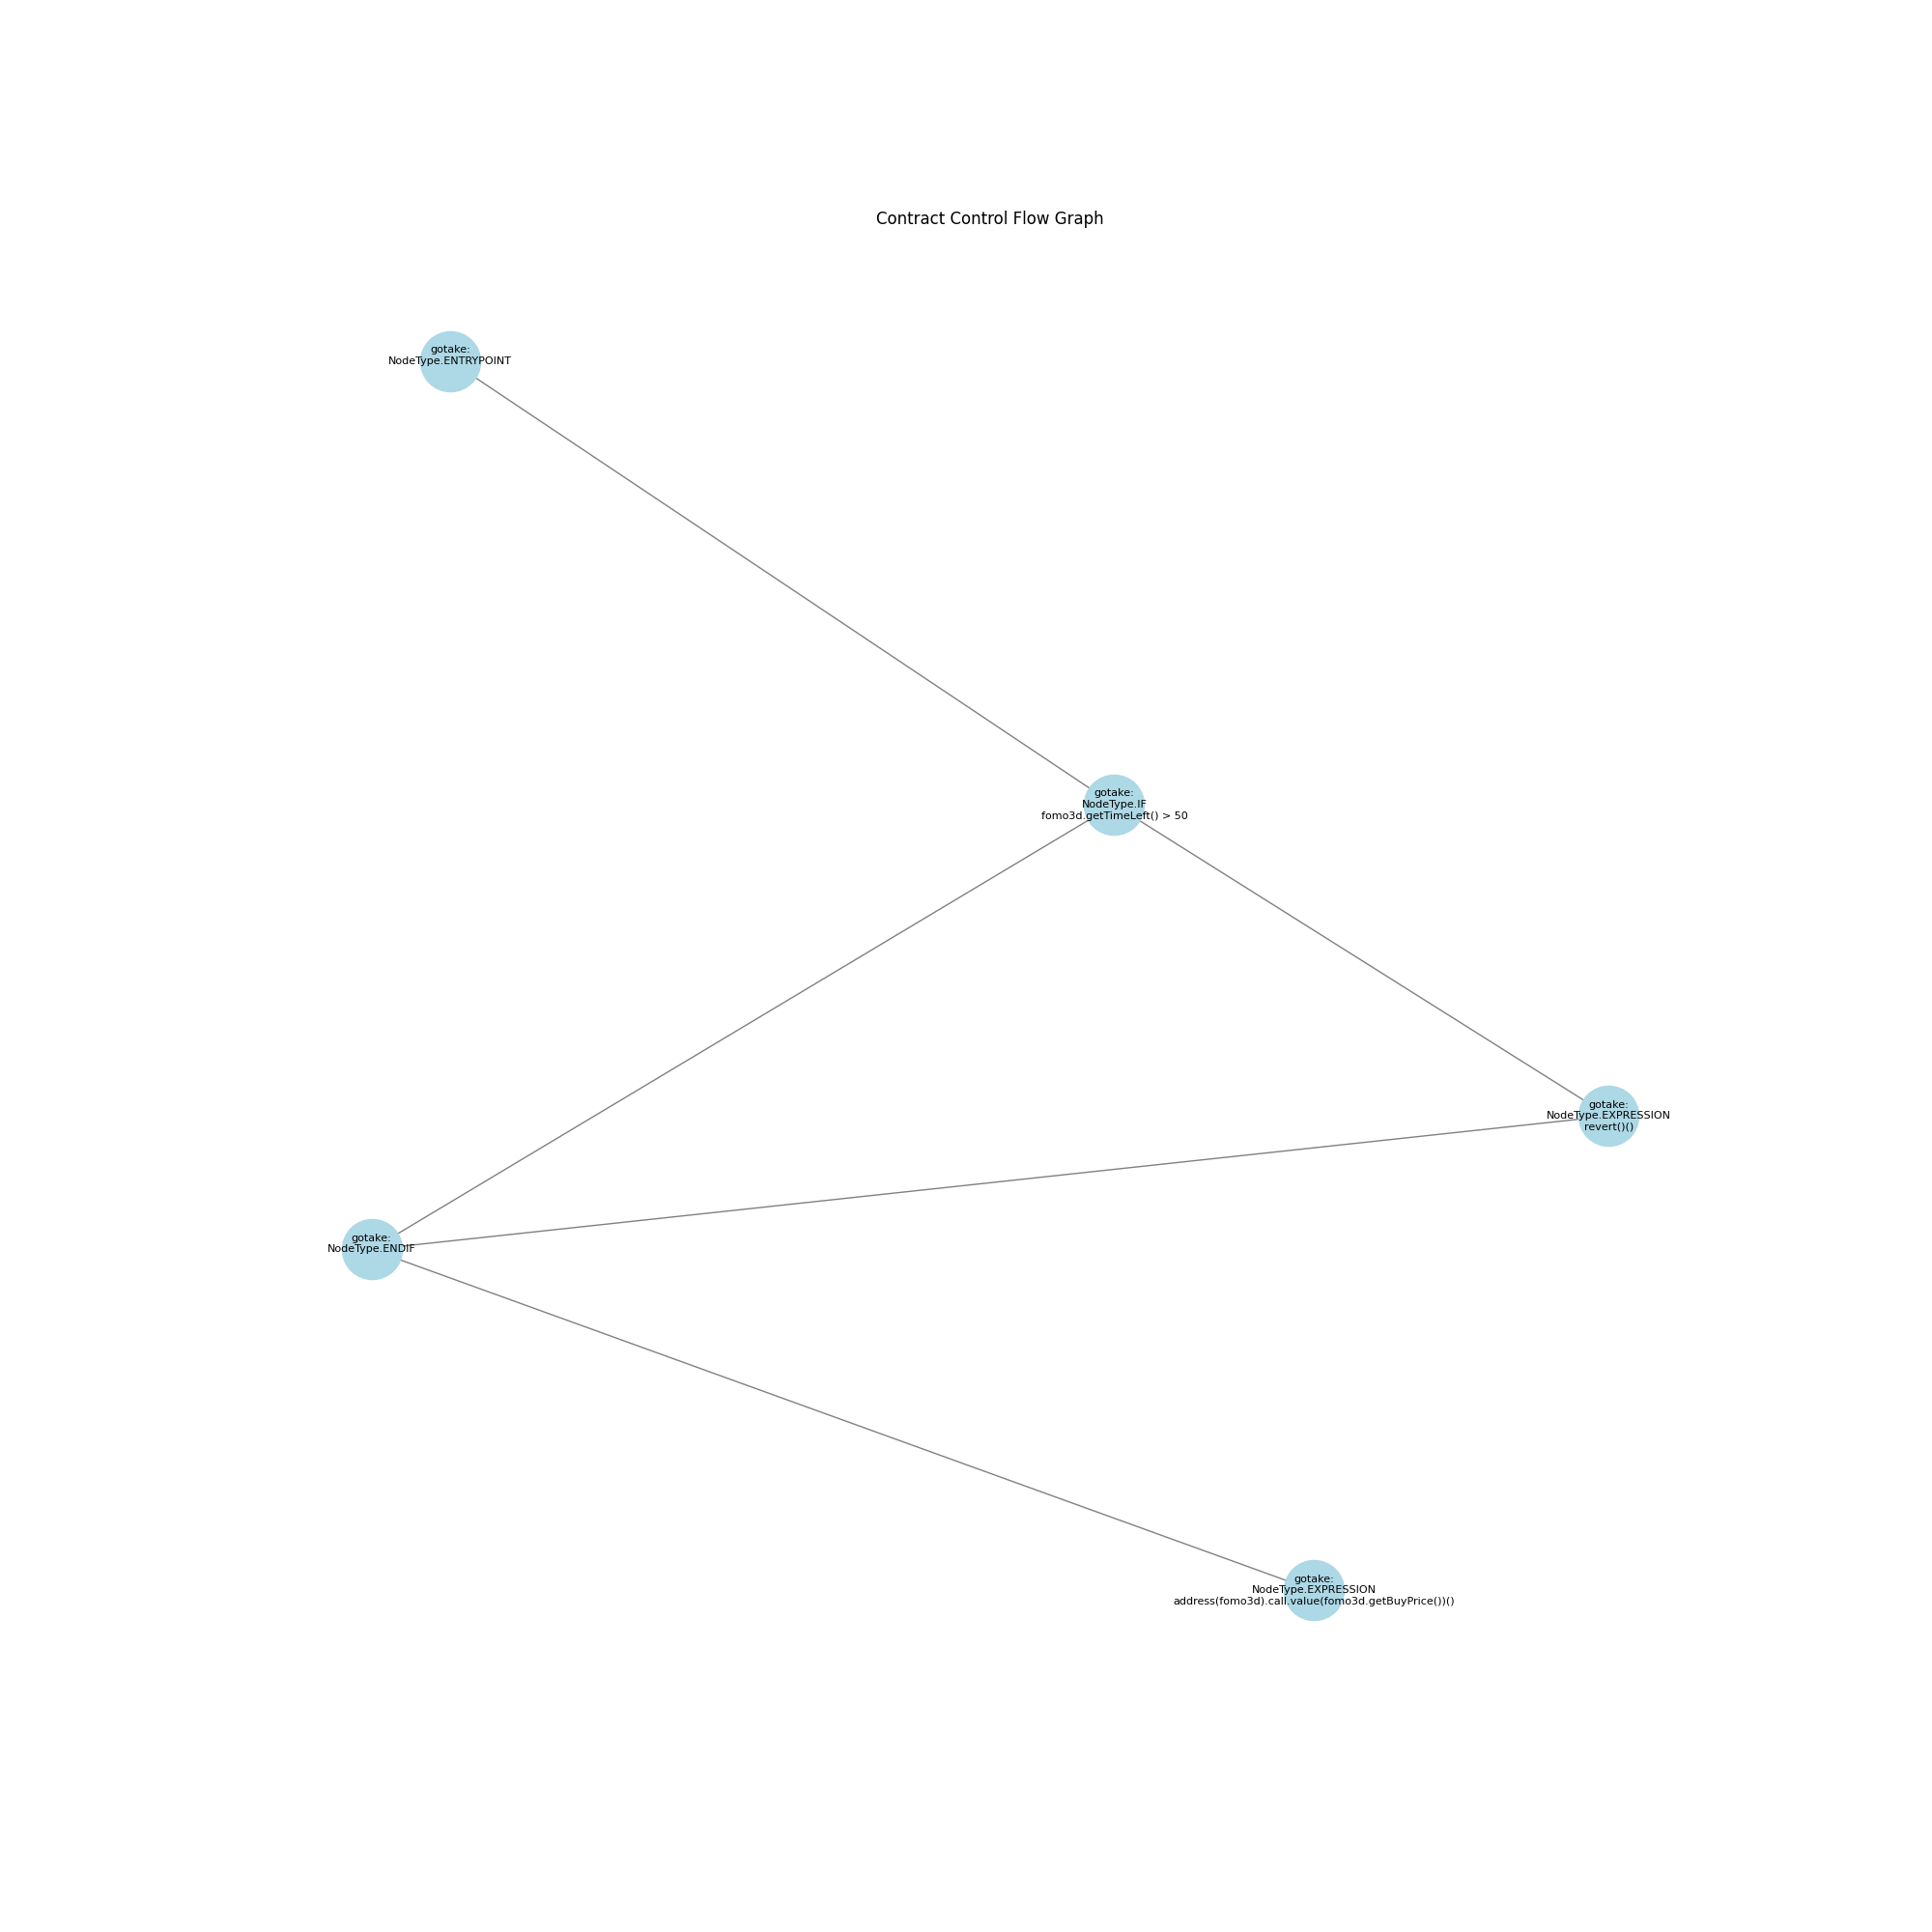 Contract Control Flow Graph
gotake:
NodeType.ENTRYPOINT
gotake:
NodeType.IF
fomo3d.getTimeLeft() > 50
gotake:
NodeType.EXPRESSION
revert()()
gotake:
NodeType.ENDIF
gotake:
NodeType.EXPRESSION
address(fomo3d).call.value(fomo3d.getBuyPrice())()